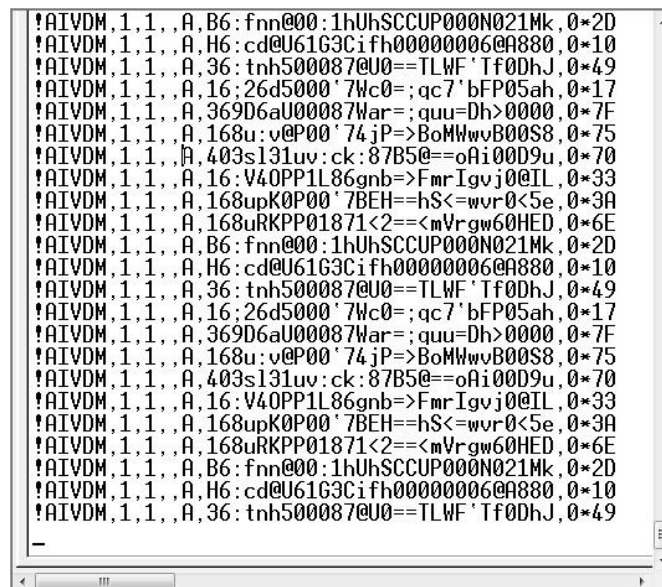 !AIVDM,1,1,,A,B6:fnn@00:1hUhSCCUP000N021Mk,0*2D
!AIVDM,1,1,,A,H6:cd@U61G3Cifh00000006@A880,0*10
!AIVDM,1,1,,A,36:tnh500087@U0==TLWF`Tf0DhJ,0*49
!AIVDM,1,1,,A,16;26d5000`7Wc0=;qc7`bFP05ah,0*17
!AIVDM,1,1,,A,369D6aU00087War=;quu=Dh>0000,0*7F
!AIVDM,1,1,,A,168u:v@P00`74jP=>BoMWwvB00S8,0*75
!AIVDM,1,1,,A,403sl31uv:ck:87B5@==oAi00D9u,0*70
!AIVDM,1,1,,A,16:V4OPP1L86gnb=>FmrIgvj0@IL,0*33
!AIVDM,1,1,,A,168upK0P00`7BEH==hS<=wvr0<5e,0*3A
!AIVDM,1,1,,A,168uRKPP01871<2==<mVrgw60HED,0*6E
!AIVDM,1,1,,A,B6:fnn@00:1hUhSCCUP000N021Mk,0*2D
!AIVDM,1,1,,A,H6:cd@U61G3Cifh00000006@A880,0*10
!AIVDM,1,1,,A,36:tnh500087@U0==TLWF`Tf0DhJ,0*49
!AIVDM,1,1,,A,16;26d5000`7Wc0=;qc7`bFP05ah,0*17
!AIVDM,1,1,,A,369D6aU00087War=;quu=Dh>0000,0*7F
!AIVDM,1,1,,A,168u:v@P00`74jP=>BoMWwvB00S8,0*75
!AIVDM,1,1,,A,403sl31uv:ck:87B5@==oAi00D9u,0*70
!AIVDM,1,1,,A,16:V4OPP1L86gnb=>FmrIgvj0@IL,0*33
!AIVDM,1,1,,A,168upK0P00`7BEH==hS<=wvr0<5e,0*3A
!AIVDM,1,1,,A,168uRKPP01871<2==<mVrgw60HED,0*6E
!AIVDM,1,1,,A,B6:fnn@00:1hUhSCCUP000N021Mk,0*2D
!AIVDM,1,1,,A,H6:cd@U61G3Cifh00000006@A880,0*10
!AIVDM,1,1,,A,36:tnh500087@U0==TLWF`Tf0DhJ,0*49